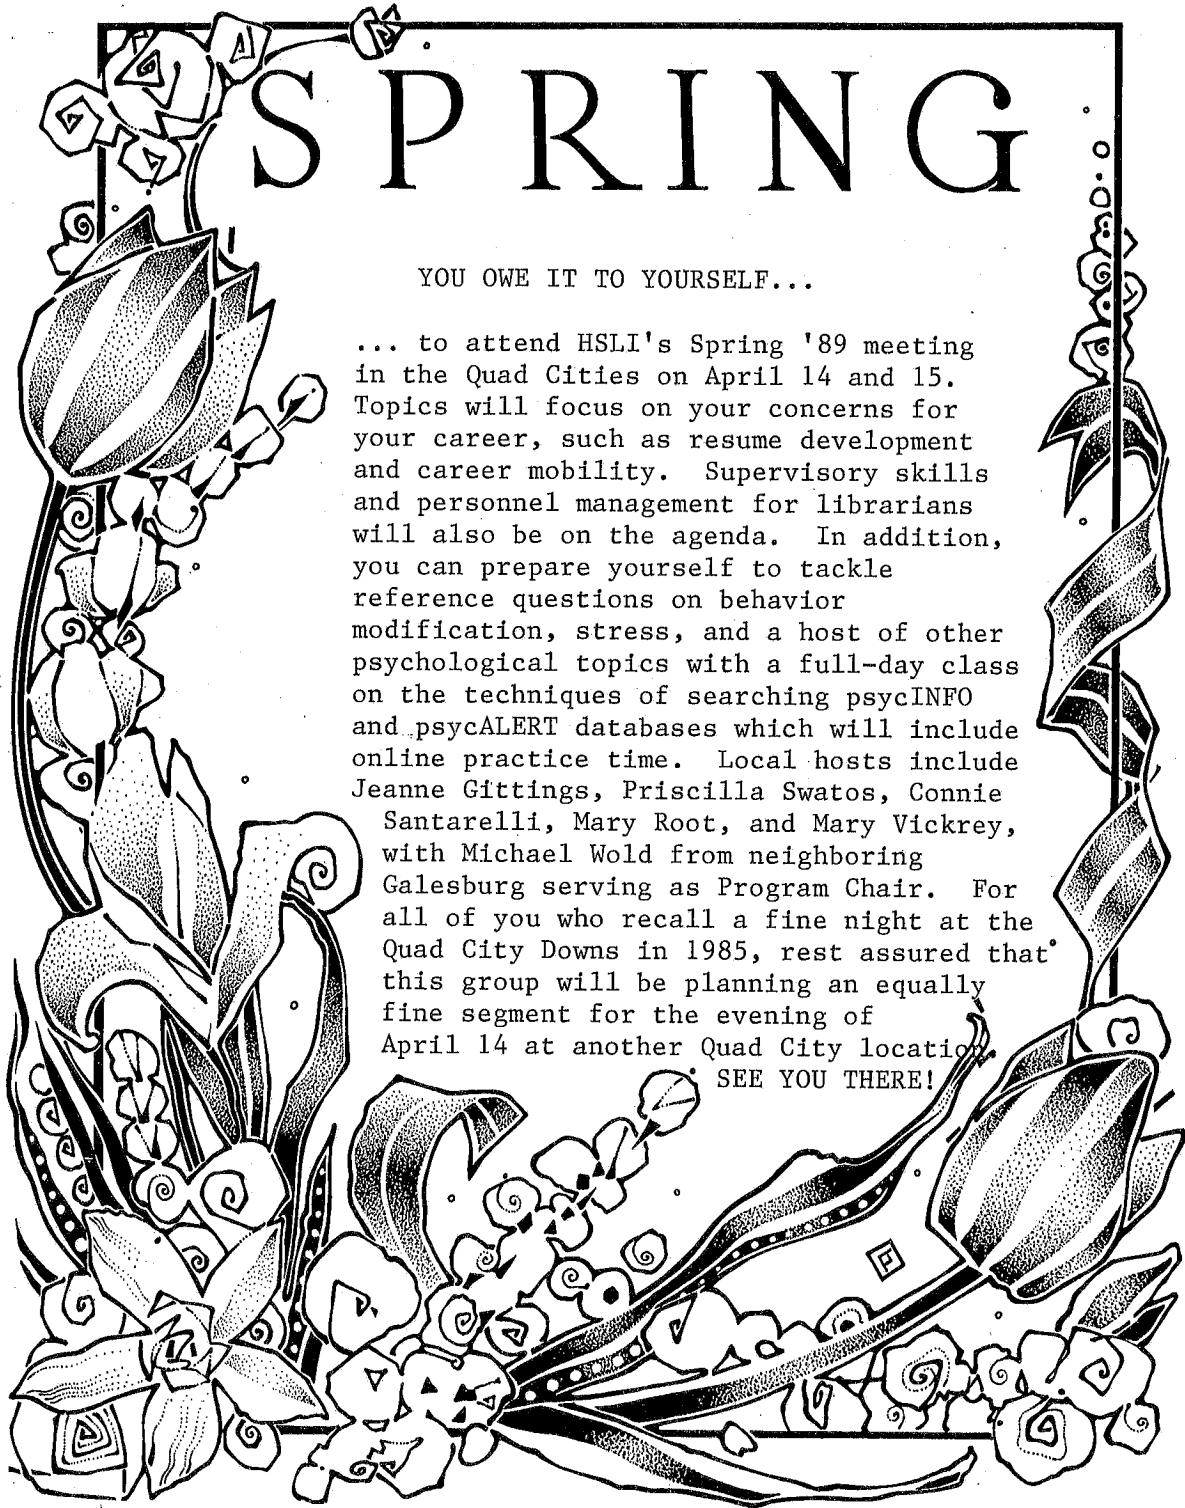 SPRING
YOU OWE IT TO YOURSELF...
... to attend HSLI's Spring '89 meeting
in the Quad Cities on April 14 and 15.
Topics will focus on your concerns for
your career, such as resume development
and career mobility.  Supervisory skills
and personnel management for librarians
will also be on the agenda.  In addition,
you can prepare yourself to tackle
reference questions on behavior
modification, stress, and a host of other
psychological topics with a full-day class
on the techniques of searching psycINFO
and psycALERT databases which will include
online practice time.  Local hosts include
Jeanne Gittings, Priscilla Swatos, Connie
Santarelli, Mary Root, and Mary Vickrey,
with Michael Wold from neighboring
Galesburg serving as Program Chair.  For
all of you who recall a fine night at the
Quad City Downs in 1985, rest assured that
this group will be planning an equally
fine segment for the evening of
April 14 at another Quad City location.
SEE YOU THERE!